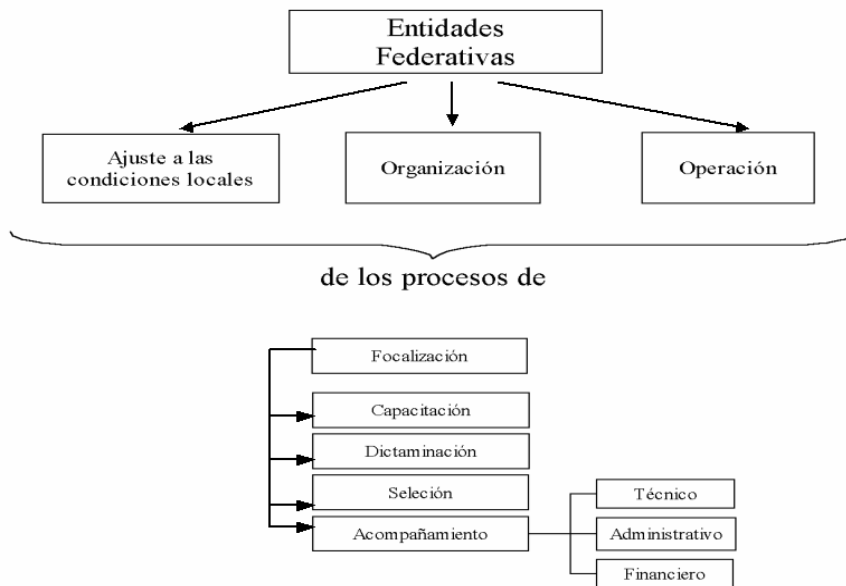 Entidades
Federativas
Ajuste a las
condiciones locales
Organización
Operación
de los procesos de
Focalización
Capacitación
Dictaminación
Seleción
Acompañamiento
Técnico
Administrativo
Financiero